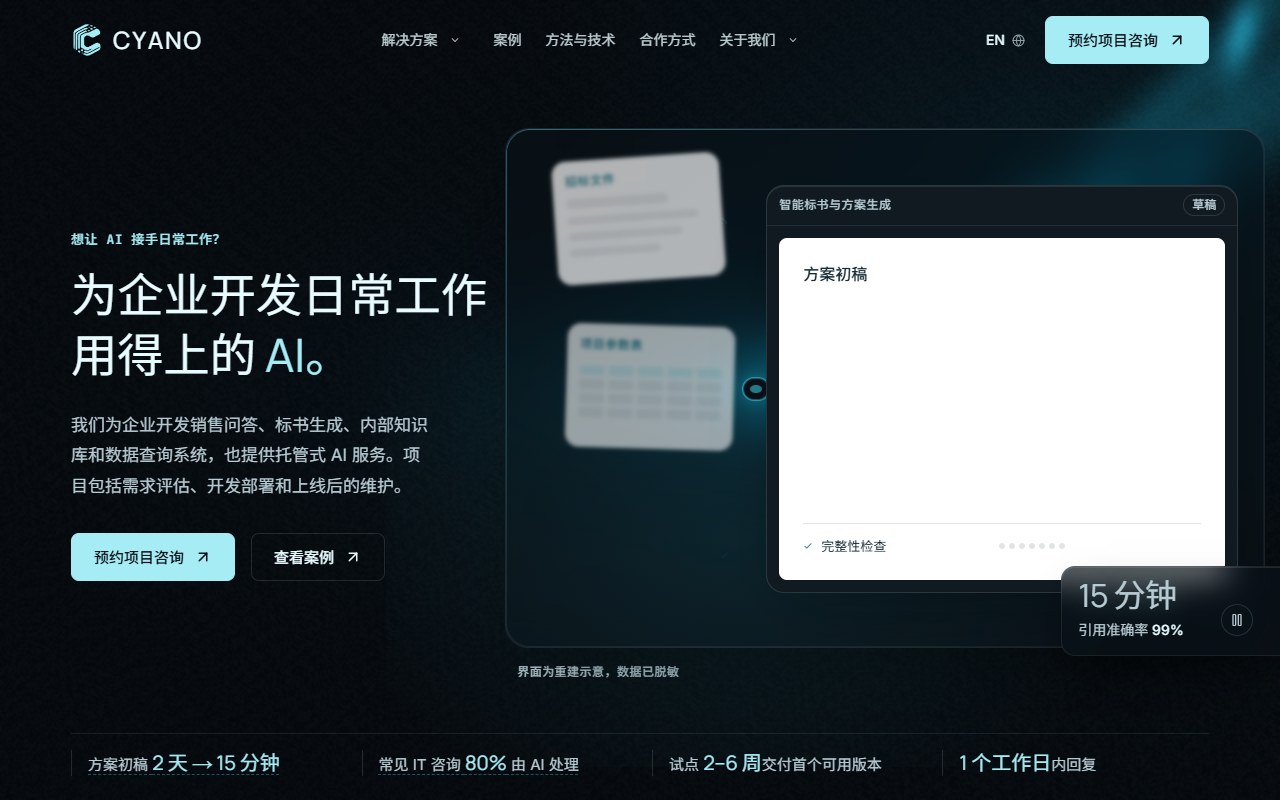 CYANO
解决方案
案例
方法与技术
合作方式
关于我们
EN
预约项目咨询
想让 AI 接手日常工作？
为企业开发日常工作
用得上的 AI。
我们为企业开发销售问答、标书生成、内部知识
库和数据查询系统，也提供托管式 AI 服务。项
目包括需求评估、开发部署和上线后的维护。
预约项目咨询
查看案例
招标文件
项目参数表
智能标书与方案生成
草稿
方案初稿
完整性检查
15 分钟
引用准确率 99%
界面为重建示意，数据已脱敏
方案初稿 2 天 → 15 分钟
常见 IT 咨询 80% 由 AI 处理
试点 2–6 周交付首个可用版本
1 个工作日内回复